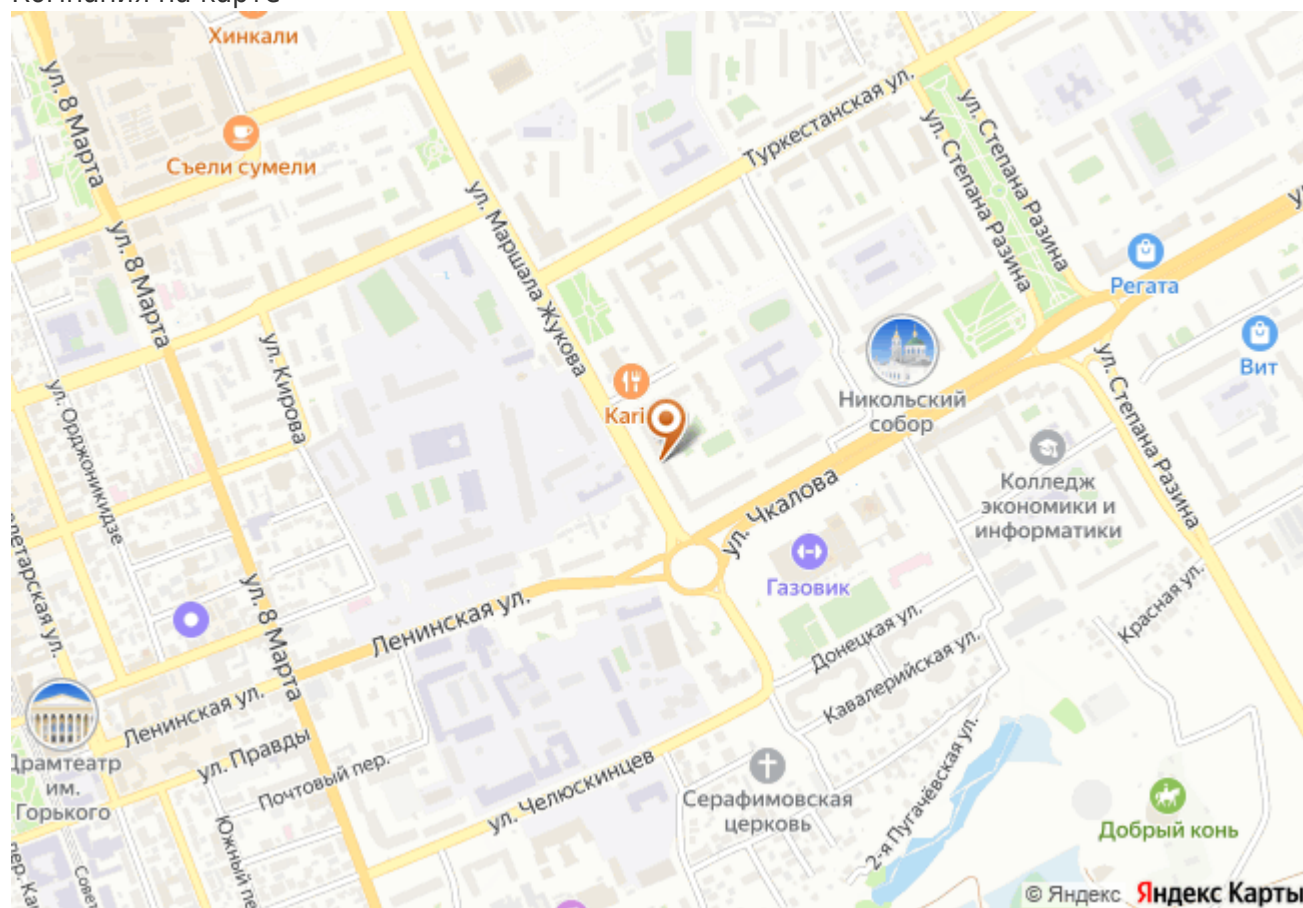 Хинкали
ул. 8 Марта
Съели сумели
Туркестанская ул.
ул. Степана Разина
ул. Степана Разина
ул. Маршала Жукова
ул. 8 Марта
Регата
Вит
ул. Кирова
Никольский
собор
ул. Орджоникидзе
Kari
ул. Степана Разина
Колледж
экономики и
информатики
ул. Чкалова
Газовик
ул. 8 Марта
Ленинская ул.
Донецкая ул.
Красная ул.
Кавалерийская ул.
Ленинская ул.
ул. Правды
Драмтеатр
им.
Горького
Почтовый пер.
ул. Челюскинцев
Серафимовская
церковь
2-я Пугачёвская ул.
Добрый конь
© Яндекс Яндекс Карты